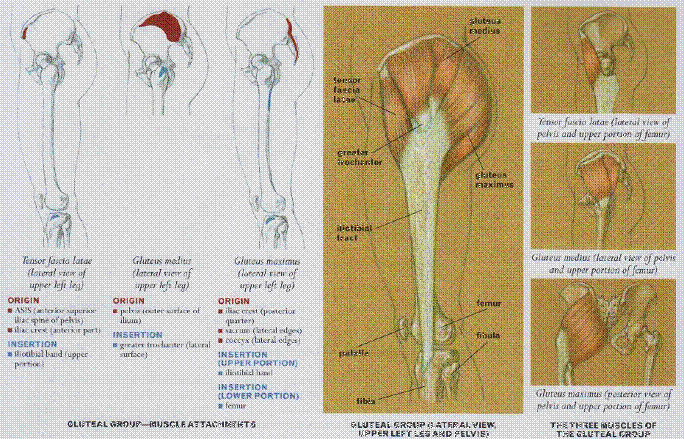 Tensor fascia latae
(lateral view of
upper left leg)
ORIGIN
ASIS (anterior superior
iliac spine of pelvis)
iliac crest (anterior part)
INSERTION
iliotibial band (upper
portion)
Gluteus medius
(lateral view of
upper left leg)
ORIGIN
pelvis (outer surface of
ilium)
INSERTION
greater trochanter (lateral
surface)
Gluteus maximus
(lateral view of
upper left leg)
ORIGIN
iliac crest (posterior
quarter)
sacrum (lateral edges)
coccyx (lateral edges)
INSERTION
(UPPER PORTION)
iliotibial band
INSERTION
(LOWER PORTION)
femur
GLUTEAL GROUP—MUSCLE ATTACHMENTS
gluteus
medius
tensor
fascia
latae
greater
trochanter
gluteus
maximus
iliotibial
tract
femur
patella
fibula
tibia
GLUTEAL GROUP (LATERAL VIEW,
UPPER LEFT LEG AND PELVIS)
Tensor fascia latae (lateral view of
pelvis and upper portion of femur)
Gluteus medius (lateral view of pelvis
and upper portion of femur)
Gluteus maximus (posterior view of
pelvis and upper portion of femur)
THE THREE MUSCLES OF
THE GLUTEAL GROUP